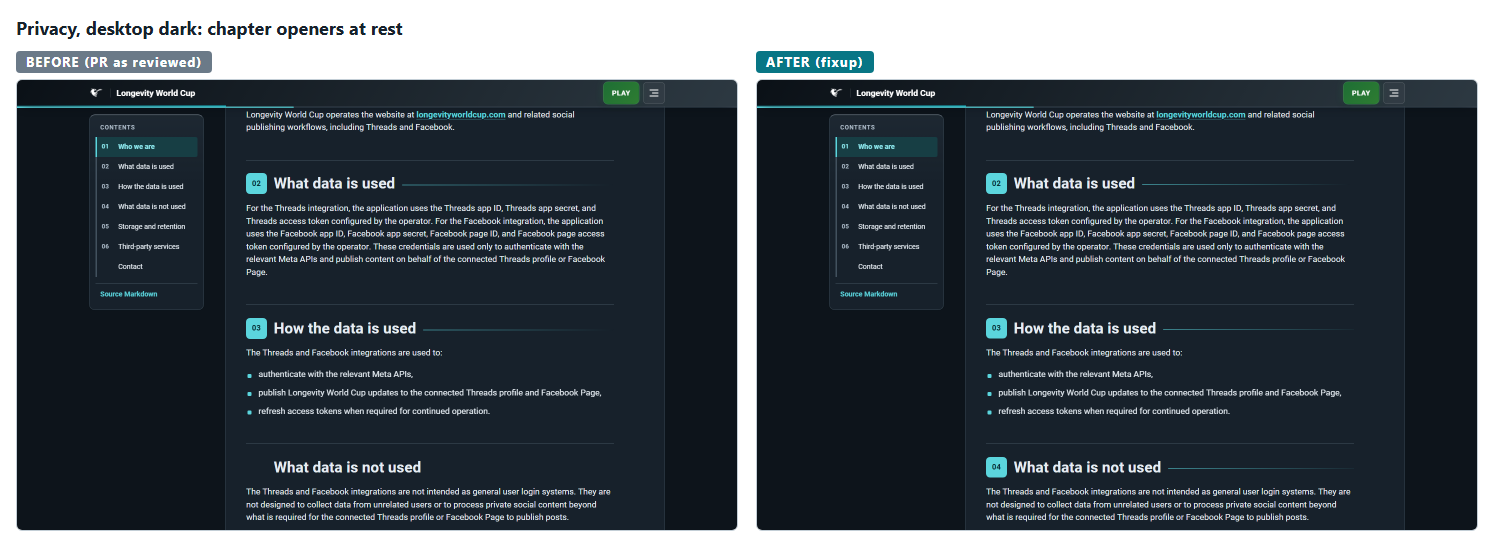 Privacy, desktop dark: chapter openers at rest
BEFORE (PR as reviewed)
Longevity World Cup
PLAY
CONTENTS
01 Who we are
02 What data is used
03 How the data is used
04 What data is not used
05 Storage and retention
06 Third-party services
Contact
Source Markdown
Longevity World Cup operates the website at longevityworldcup.com and related social
publishing workflows, including Threads and Facebook.
02 What data is used
For the Threads integration, the application uses the Threads app ID, Threads app secret, and
Threads access token configured by the operator. For the Facebook integration, the application
uses the Facebook app ID, Facebook app secret, Facebook page ID, and Facebook page access
token configured by the operator. These credentials are used only to authenticate with the
relevant Meta APIs and publish content on behalf of the connected Threads profile or Facebook
Page.
03 How the data is used
The Threads and Facebook integrations are used to:
authenticate with the relevant Meta APIs,
publish Longevity World Cup updates to the connected Threads profile and Facebook Page,
refresh access tokens when required for continued operation.
What data is not used
The Threads and Facebook integrations are not intended as general user login systems. They are
not designed to collect data from unrelated users or to process private social content beyond
what is required for the connected Threads profile or Facebook Page to publish posts.
AFTER (fixup)
Longevity World Cup
PLAY
CONTENTS
01 Who we are
02 What data is used
03 How the data is used
04 What data is not used
05 Storage and retention
06 Third-party services
Contact
Source Markdown
Longevity World Cup operates the website at longevityworldcup.com and related social
publishing workflows, including Threads and Facebook.
02 What data is used
For the Threads integration, the application uses the Threads app ID, Threads app secret, and
Threads access token configured by the operator. For the Facebook integration, the application
uses the Facebook app ID, Facebook app secret, Facebook page ID, and Facebook page access
token configured by the operator. These credentials are used only to authenticate with the
relevant Meta APIs and publish content on behalf of the connected Threads profile or Facebook
Page.
03 How the data is used
The Threads and Facebook integrations are used to:
authenticate with the relevant Meta APIs,
publish Longevity World Cup updates to the connected Threads profile and Facebook Page,
refresh access tokens when required for continued operation.
04 What data is not used
The Threads and Facebook integrations are not intended as general user login systems. They are
not designed to collect data from unrelated users or to process private social content beyond
what is required for the connected Threads profile or Facebook Page to publish posts.